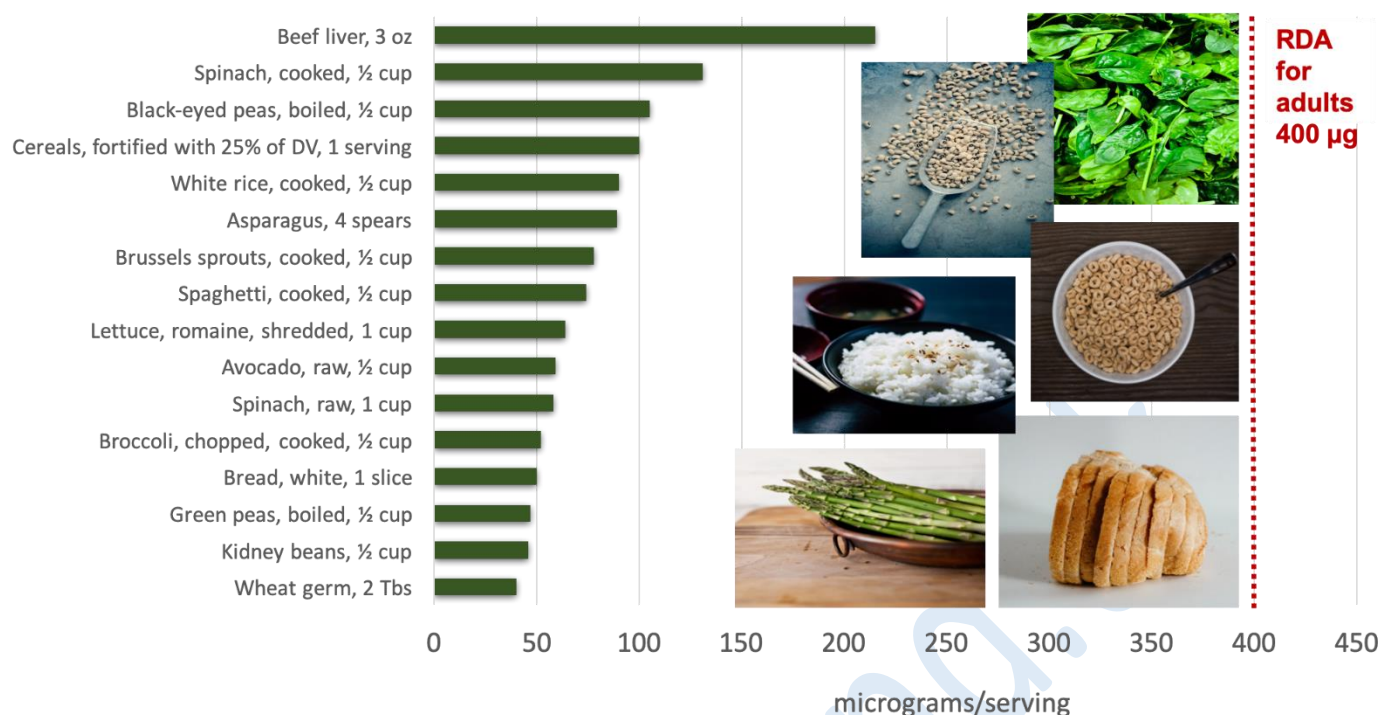 Beef liver, 3 oz
Spinach, cooked, ½ cup
Black-eyed peas, boiled, ½ cup
Cereals, fortified with 25% of DV, 1 serving
White rice, cooked, ½ cup
Asparagus, 4 spears
Brussels sprouts, cooked, ½ cup
Spaghetti, cooked, ½ cup
Lettuce, romaine, shredded, 1 cup
Avocado, raw, ½ cup
Spinach, raw, 1 cup
Broccoli, chopped, cooked, ½ cup
Bread, white, 1 slice
Green peas, boiled, ½ cup
Kidney beans, ½ cup
Wheat germ, 2 Tbs
RDA
for
adults
400 µg
0 50 100 150 200 250 300 350 400 450
micrograms/serving